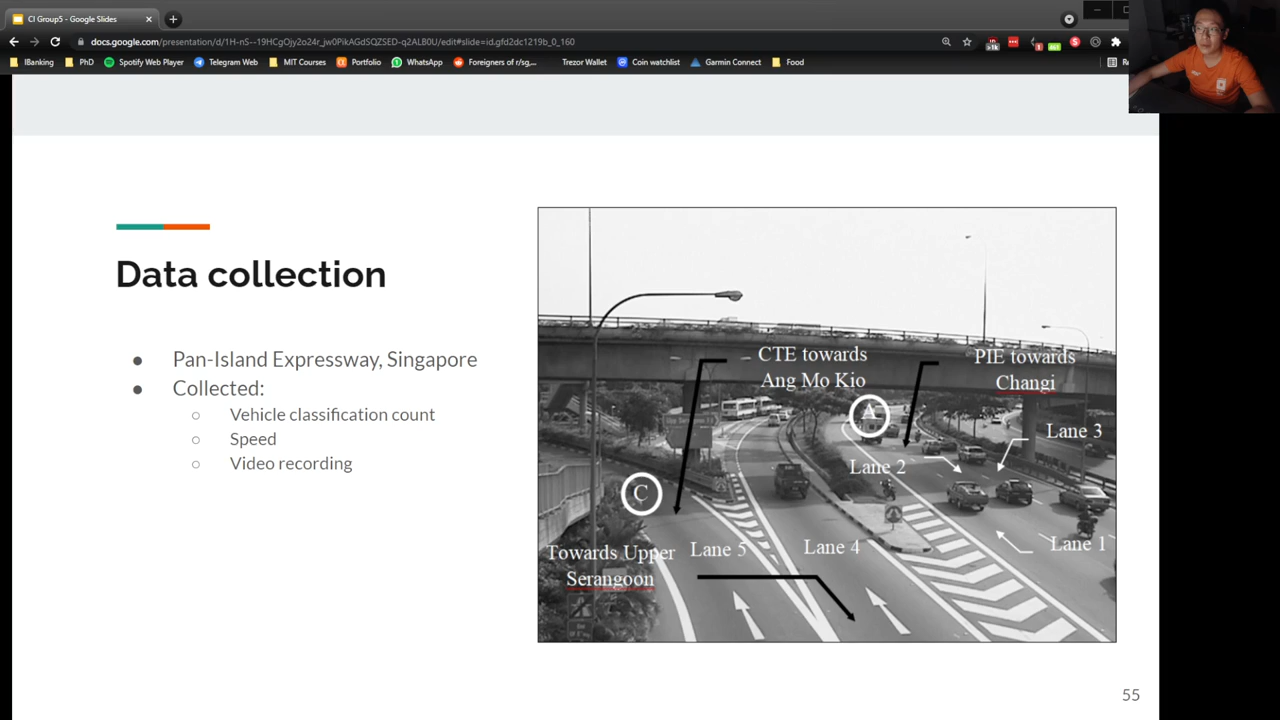 CI Group5 - Google Slides
docs.google.com/presentation/d/1H-nS--19HCgOjy2o24r_jw0PikAGdSQZSED-q2ALB0U/edit#slide=id.gfd2dc1219b_0_160
IBanking
PhD
Spotify Web Player
Telegram Web
MIT Courses
Portfolio
WhatsApp
Foreigners of r/sg,...
Trezor Wallet
Coin watchlist
Garmin Connect
Food
Data collection
● Pan-Island Expressway, Singapore
● Collected:
○ Vehicle classification count
○ Speed
○ Video recording
CTE towards
Ang Mo Kio
PIE towards
Changi
A
Lane 3
Lane 2
C
Lane 1
Lane 5
Lane 4
Towards Upper
Serangoon
55